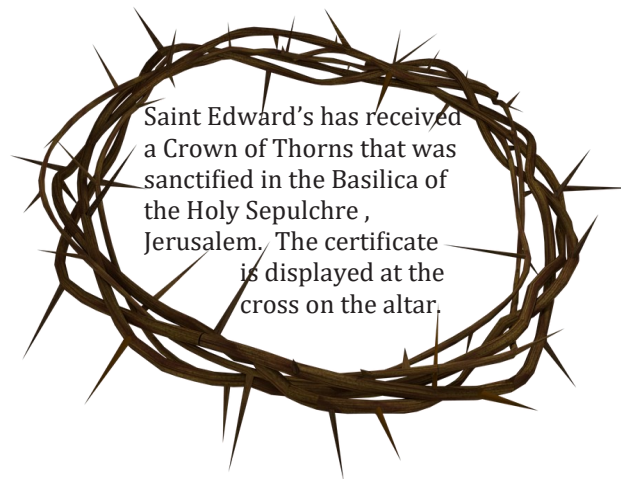 Saint Edward’s has received
a Crown of Thorns that was
sanctified in the Basilica of
the Holy Sepulchre ,
Jerusalem.  The certificate
is displayed at the
cross on the altar.